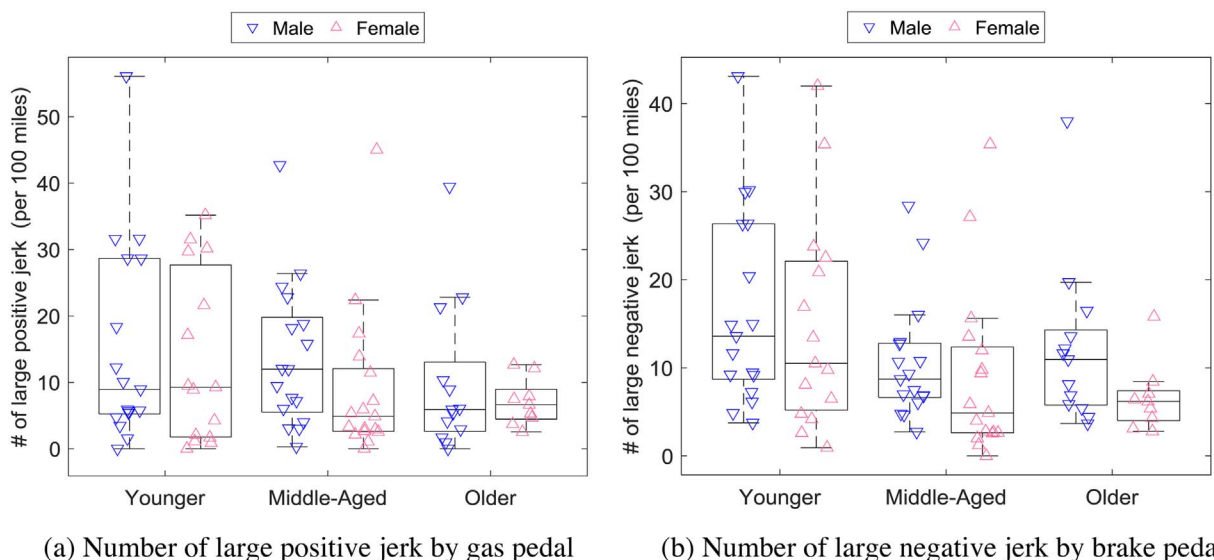 Male Female
Male Female
# of large positive jerk (per 100 miles)
50
40
30
20
10
0
Younger Middle-Aged Older
# of large negative jerk (per 100 miles)
40
30
20
10
0
Younger Middle-Aged Older
(a) Number of large positive jerk by gas pedal
(b) Number of large negative jerk by brake peda